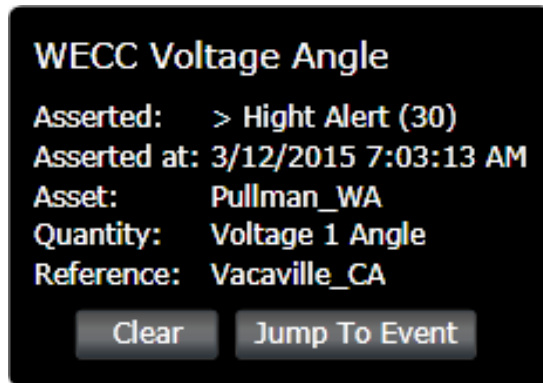 WECC Voltage Angle
Asserted: > Hight Alert (30)
Asserted at: 3/12/2015 7:03:13 AM
Asset: Pullman_WA
Quantity: Voltage 1 Angle
Reference: Vacaville_CA
Clear Jump To Event